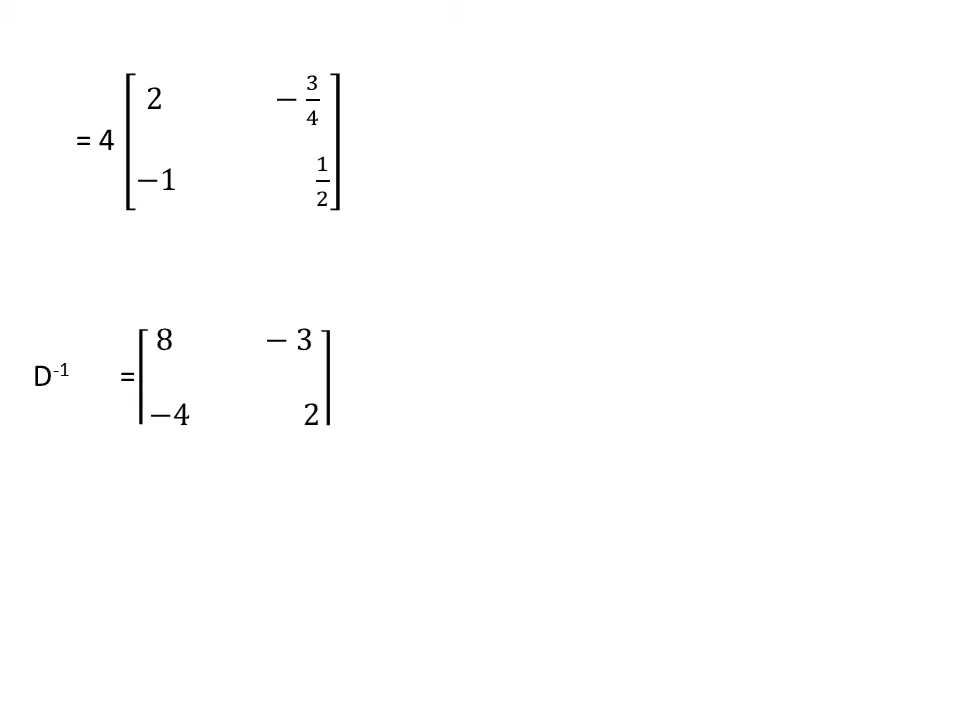 = 4 [ 2 − 3/4
−1 1/2 ]
D⁻¹ = [ 8 − 3
−4 2 ]